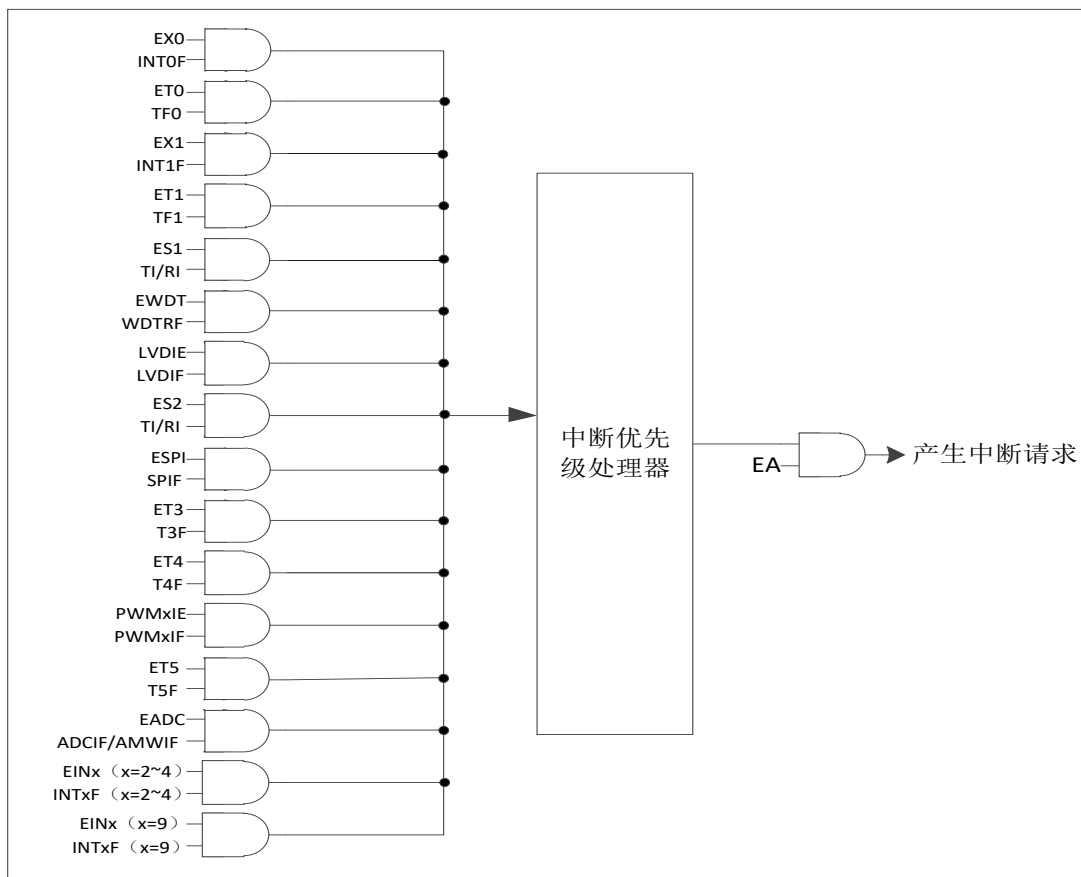 EX0
INT0F
ET0
TF0
EX1
INT1F
ET1
TF1
ES1
TI/RI
EWDT
WDTRF
LVDIE
LVDIF
ES2
TI/RI
ESPI
SPIF
ET3
T3F
ET4
T4F
PWMxIE
PWMxIF
ET5
T5F
EADC
ADCIF/AMWIF
EINx（x=2~4）
INTxF（x=2~4）
EINx（x=9）
INTxF（x=9）
中断优先
级处理器
EA
产生中断请求